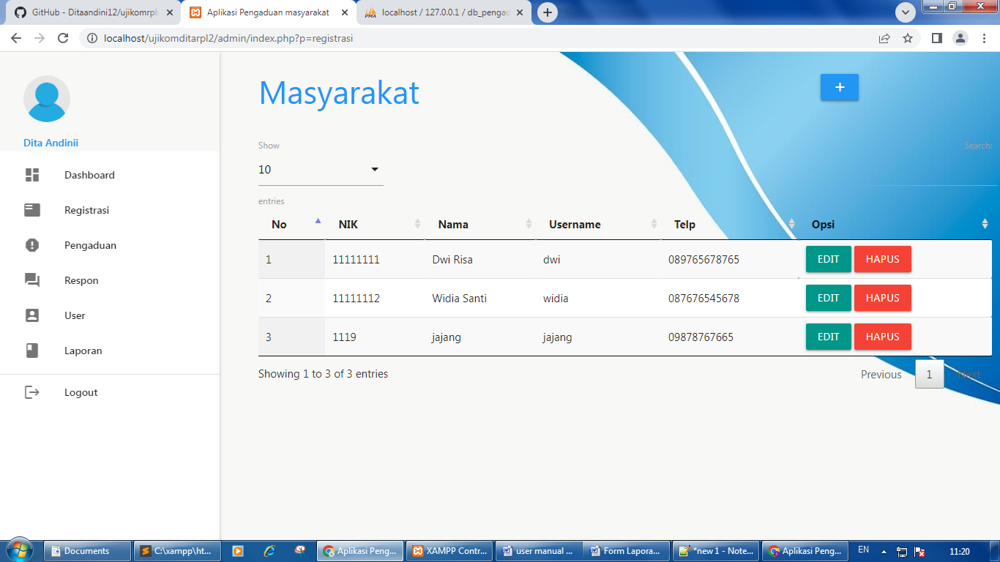 GitHub - Ditaandini12/ujikomrpl
Aplikasi Pengaduan masyarakat
localhost / 127.0.0.1 / db_pengad
localhost/ujikomditarpl2/admin/index.php?p=registrasi
Dita Andinii
Dashboard
Registrasi
Pengaduan
Respon
User
Laporan
Logout
Masyarakat
+
Show
Search:
10
entries
No NIK Nama Username Telp Opsi
1 11111111 Dwi Risa dwi 089765678765 EDIT HAPUS
2 11111112 Widia Santi widia 087676545678 EDIT HAPUS
3 1119 jajang jajang 09878767665 EDIT HAPUS
Showing 1 to 3 of 3 entries
Previous 1 Next
Documents
C:\xampp\ht...
Aplikasi Peng...
XAMPP Contr...
user manual ...
Form Lapora...
*new 1 - Note...
Aplikasi Peng...
EN
11:20